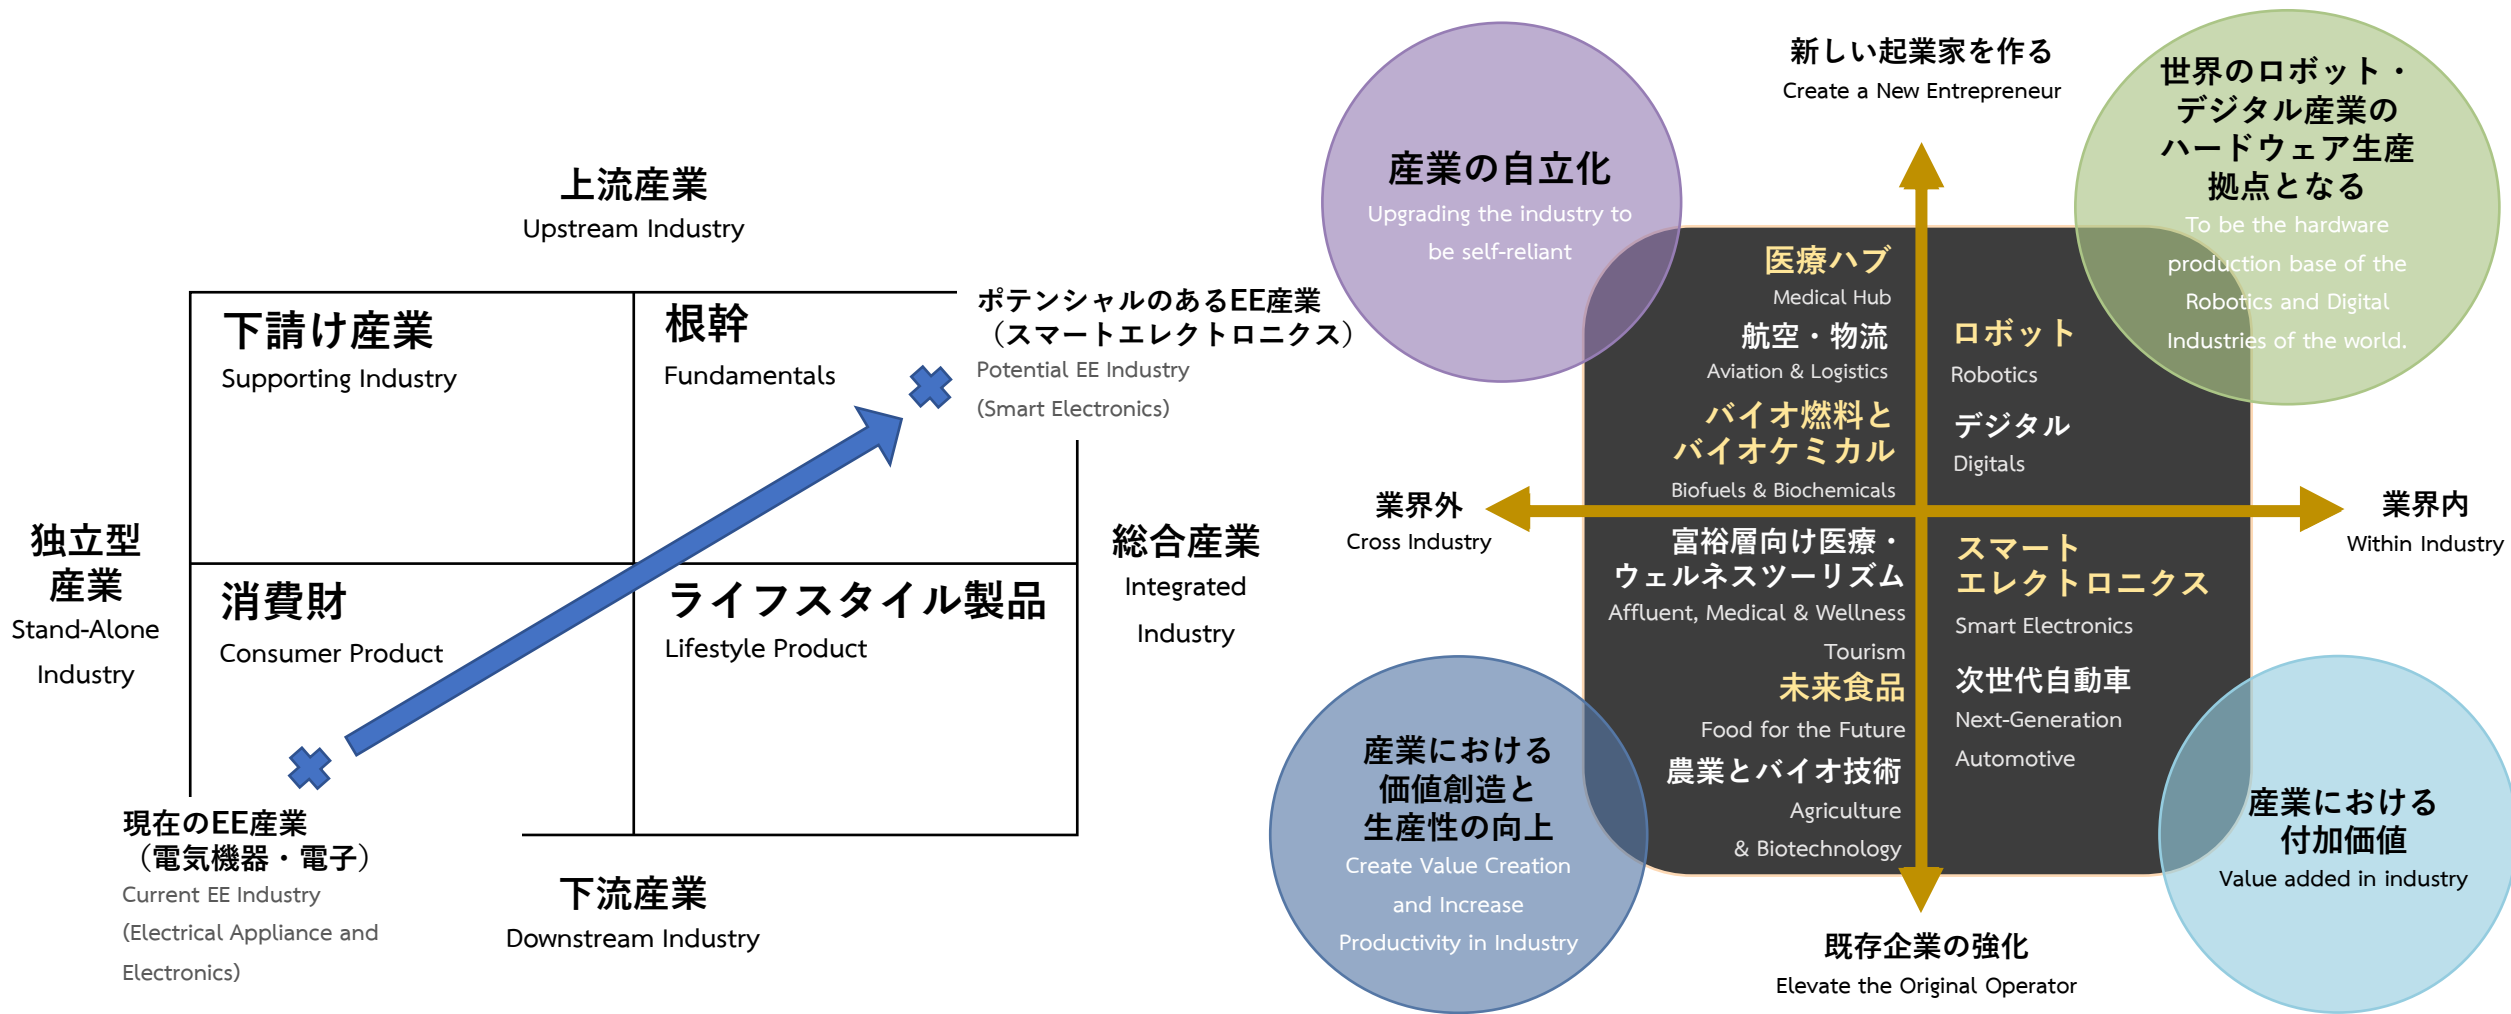 上流産業
Upstream Industry
下請け産業
Supporting Industry
根幹
Fundamentals
ポテンシャルのあるEE産業
（スマートエレクトロニクス）
Potential EE Industry
(Smart Electronics)
独立型
産業
Stand-Alone
Industry
総合産業
Integrated
Industry
消費財
Consumer Product
ライフスタイル製品
Lifestyle Product
現在のEE産業
（電気機器・電子）
Current EE Industry
(Electrical Appliance and
Electronics)
下流産業
Downstream Industry
新しい起業家を作る
Create a New Entrepreneur
産業の自立化
Upgrading the industry to
be self-reliant
世界のロボット・
デジタル産業の
ハードウェア生産
拠点となる
To be the hardware
production base of the
Robotics and Digital
Industries of the world.
医療ハブ
Medical Hub
航空・物流
Aviation & Logistics
バイオ燃料と
バイオケミカル
Biofuels & Biochemicals
ロボット
Robotics
デジタル
Digitals
業界外
Cross Industry
業界内
Within Industry
富裕層向け医療・
ウェルネスツーリズム
Affluent, Medical & Wellness
Tourism
未来食品
Food for the Future
農業とバイオ技術
Agriculture
& Biotechnology
スマート
エレクトロニクス
Smart Electronics
次世代自動車
Next-Generation
Automotive
産業における
価値創造と
生産性の向上
Create Value Creation
and Increase
Productivity in Industry
産業における
付加価値
Value added in industry
既存企業の強化
Elevate the Original Operator